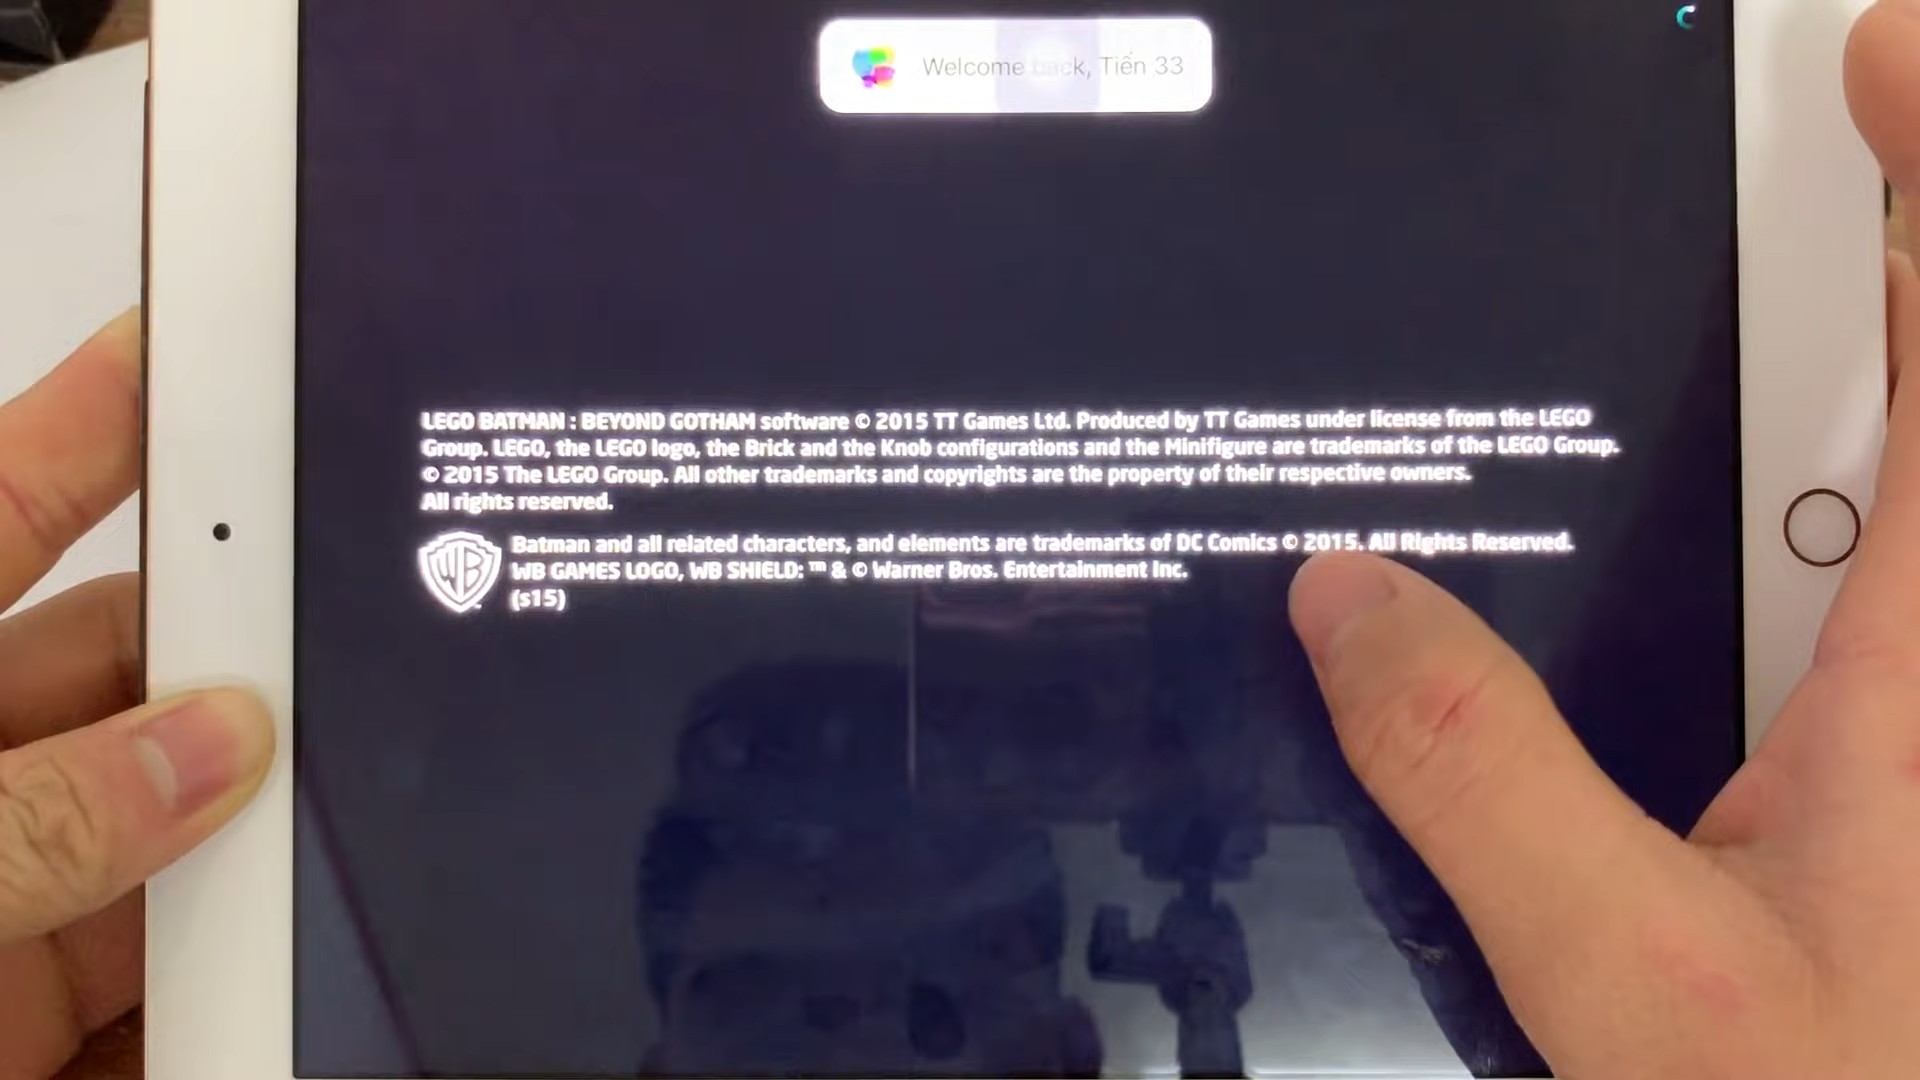 Welcome back, Tiến 33
LEGO BATMAN : BEYOND GOTHAM software © 2015 TT Games Ltd. Produced by TT Games under license from the LEGO
Group. LEGO, the LEGO logo, the Brick and the Knob configurations and the Minifigure are trademarks of the LEGO Group.
© 2015 The LEGO Group. All other trademarks and copyrights are the property of their respective owners.
All rights reserved.
WB
Batman and all related characters, and elements are trademarks of DC Comics © 2015. All Rights Reserved.
WB GAMES LOGO, WB SHIELD: ™ & © Warner Bros. Entertainment Inc.
(s15)